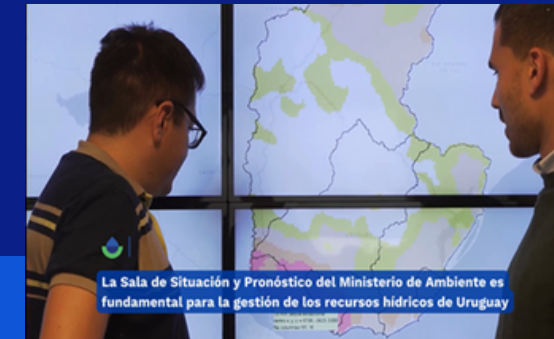 La Sala de Situación y Pronóstico del Ministerio de Ambiente es
fundamental para la gestión de los recursos hídricos de Uruguay